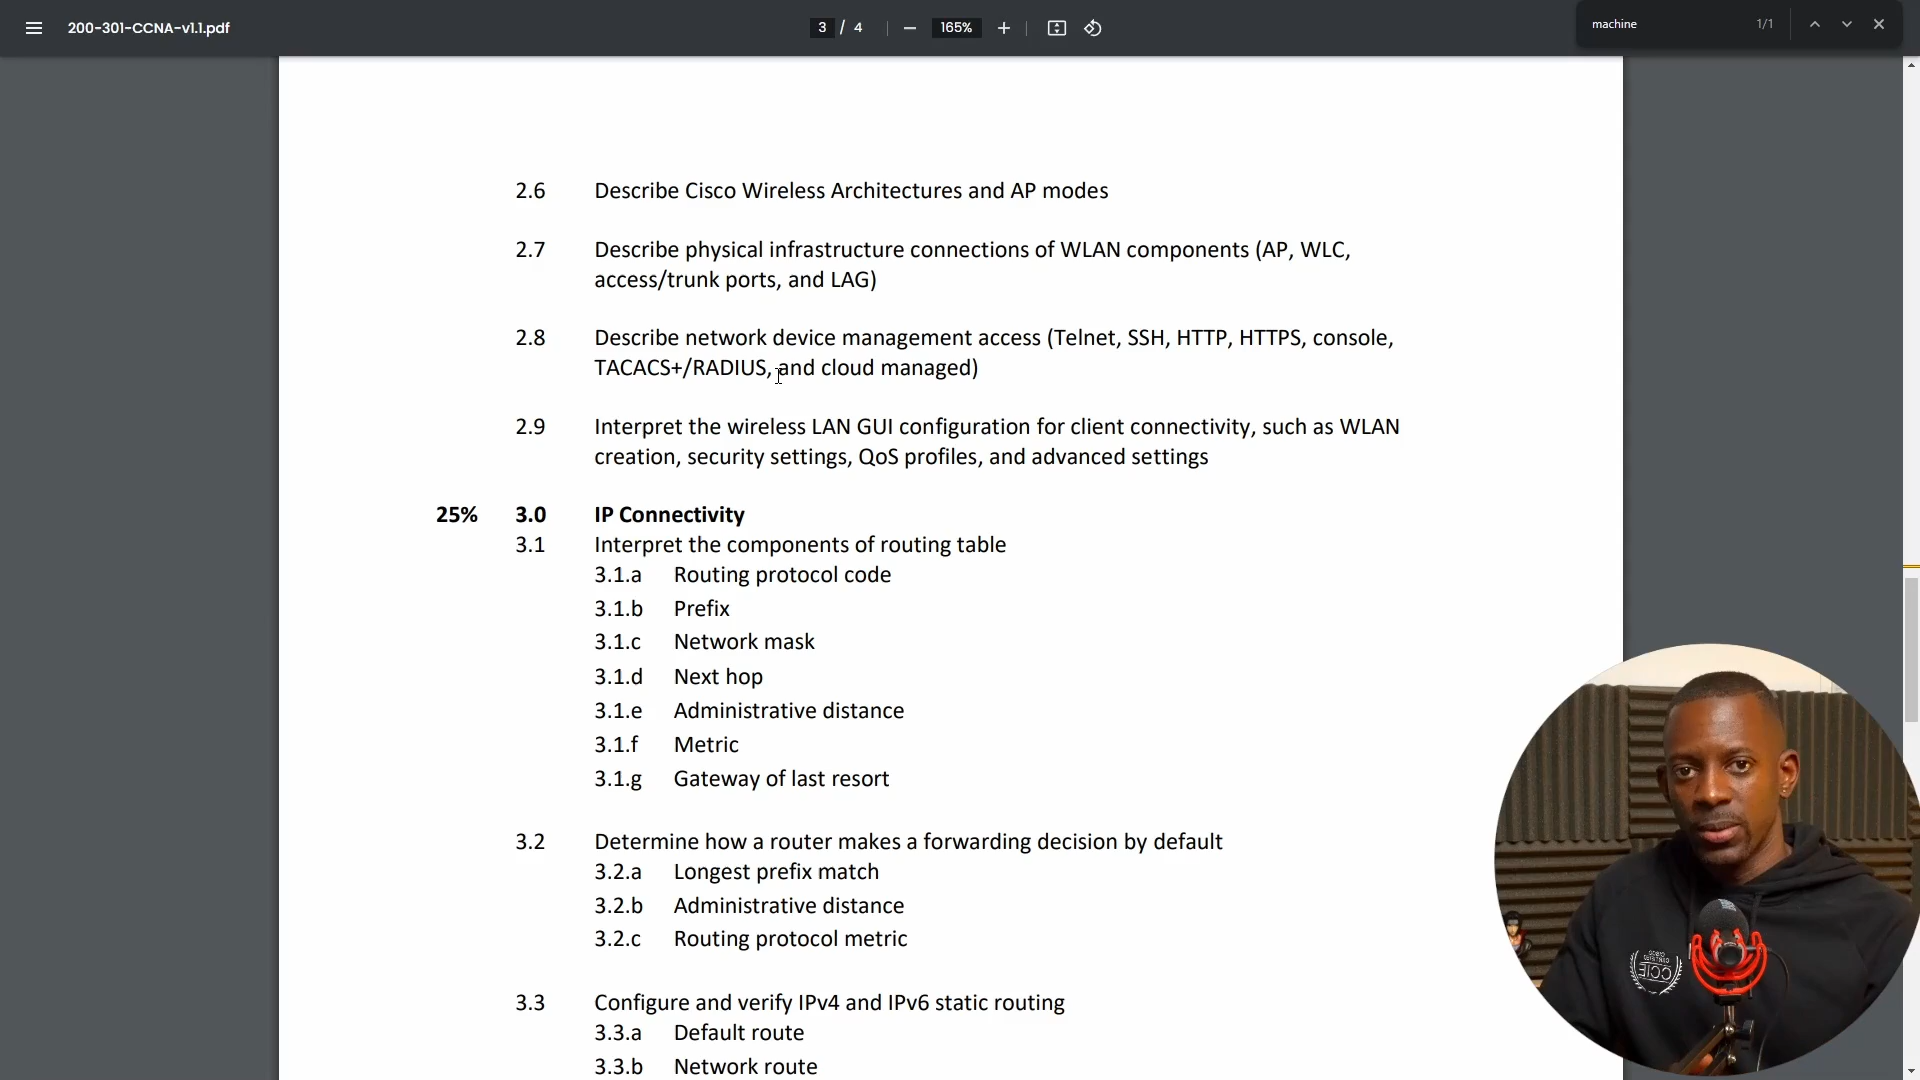 200-301-CCNA-v1.1.pdf
3 / 4
165%
machine
1/1
2.6 Describe Cisco Wireless Architectures and AP modes
2.7 Describe physical infrastructure connections of WLAN components (AP, WLC,
access/trunk ports, and LAG)
2.8 Describe network device management access (Telnet, SSH, HTTP, HTTPS, console,
TACACS+/RADIUS, and cloud managed)
2.9 Interpret the wireless LAN GUI configuration for client connectivity, such as WLAN
creation, security settings, QoS profiles, and advanced settings
25% 3.0 IP Connectivity
3.1 Interpret the components of routing table
3.1.a Routing protocol code
3.1.b Prefix
3.1.c Network mask
3.1.d Next hop
3.1.e Administrative distance
3.1.f Metric
3.1.g Gateway of last resort
3.2 Determine how a router makes a forwarding decision by default
3.2.a Longest prefix match
3.2.b Administrative distance
3.2.c Routing protocol metric
3.3 Configure and verify IPv4 and IPv6 static routing
3.3.a Default route
3.3.b Network route
CISCO
CERTIFIED
CCIE